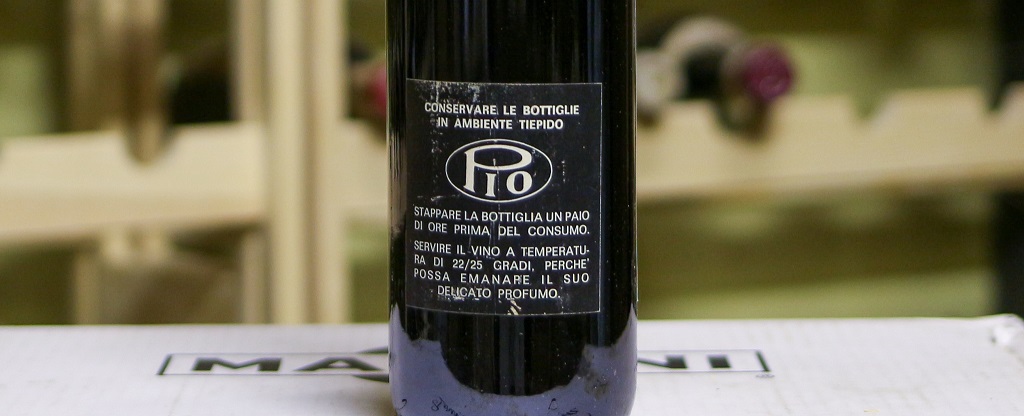 CONSERVARE LE BOTTIGLIE
IN AMBIENTE TIEPIDO
PIO
STAPPARE LA BOTTIGLIA UN PAIO
DI ORE PRIMA DEL CONSUMO.
SERVIRE IL VINO A TEMPERATU-
RA DI 22/25 GRADI, PERCHE'
POSSA EMANARE IL SUO
DELICATO PROFUMO.